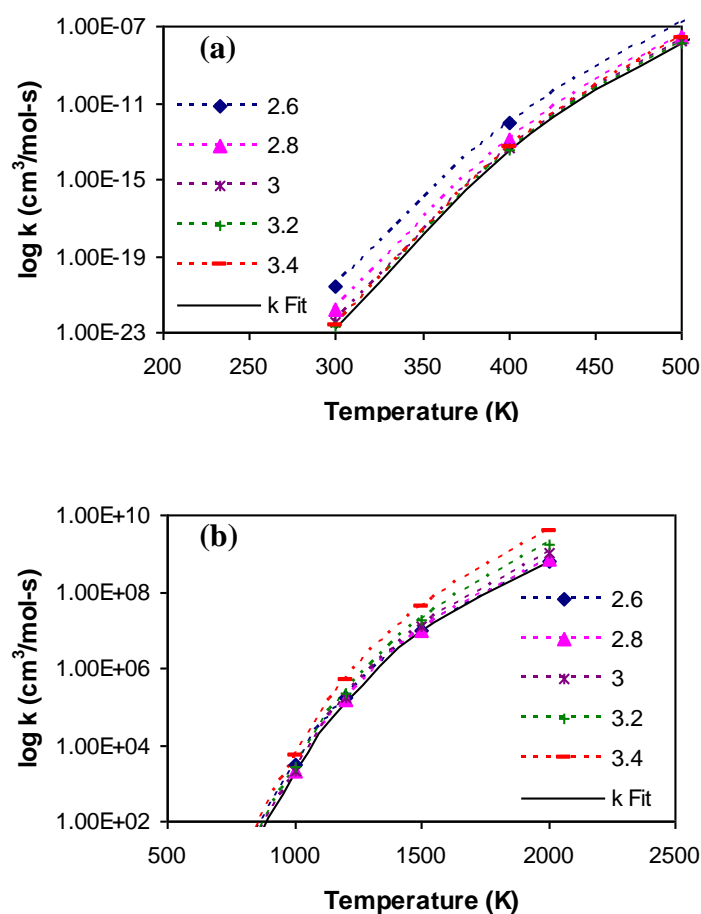 (a)
log k (cm³/mol-s)
1.00E-07
1.00E-11
1.00E-15
1.00E-19
1.00E-23
2.6
2.8
3
3.2
3.4
k Fit
200 250 300 350 400 450 500
Temperature (K)
(b)
log k (cm³/mol-s)
1.00E+10
1.00E+08
1.00E+06
1.00E+04
1.00E+02
2.6
2.8
3
3.2
3.4
k Fit
500 1000 1500 2000 2500
Temperature (K)